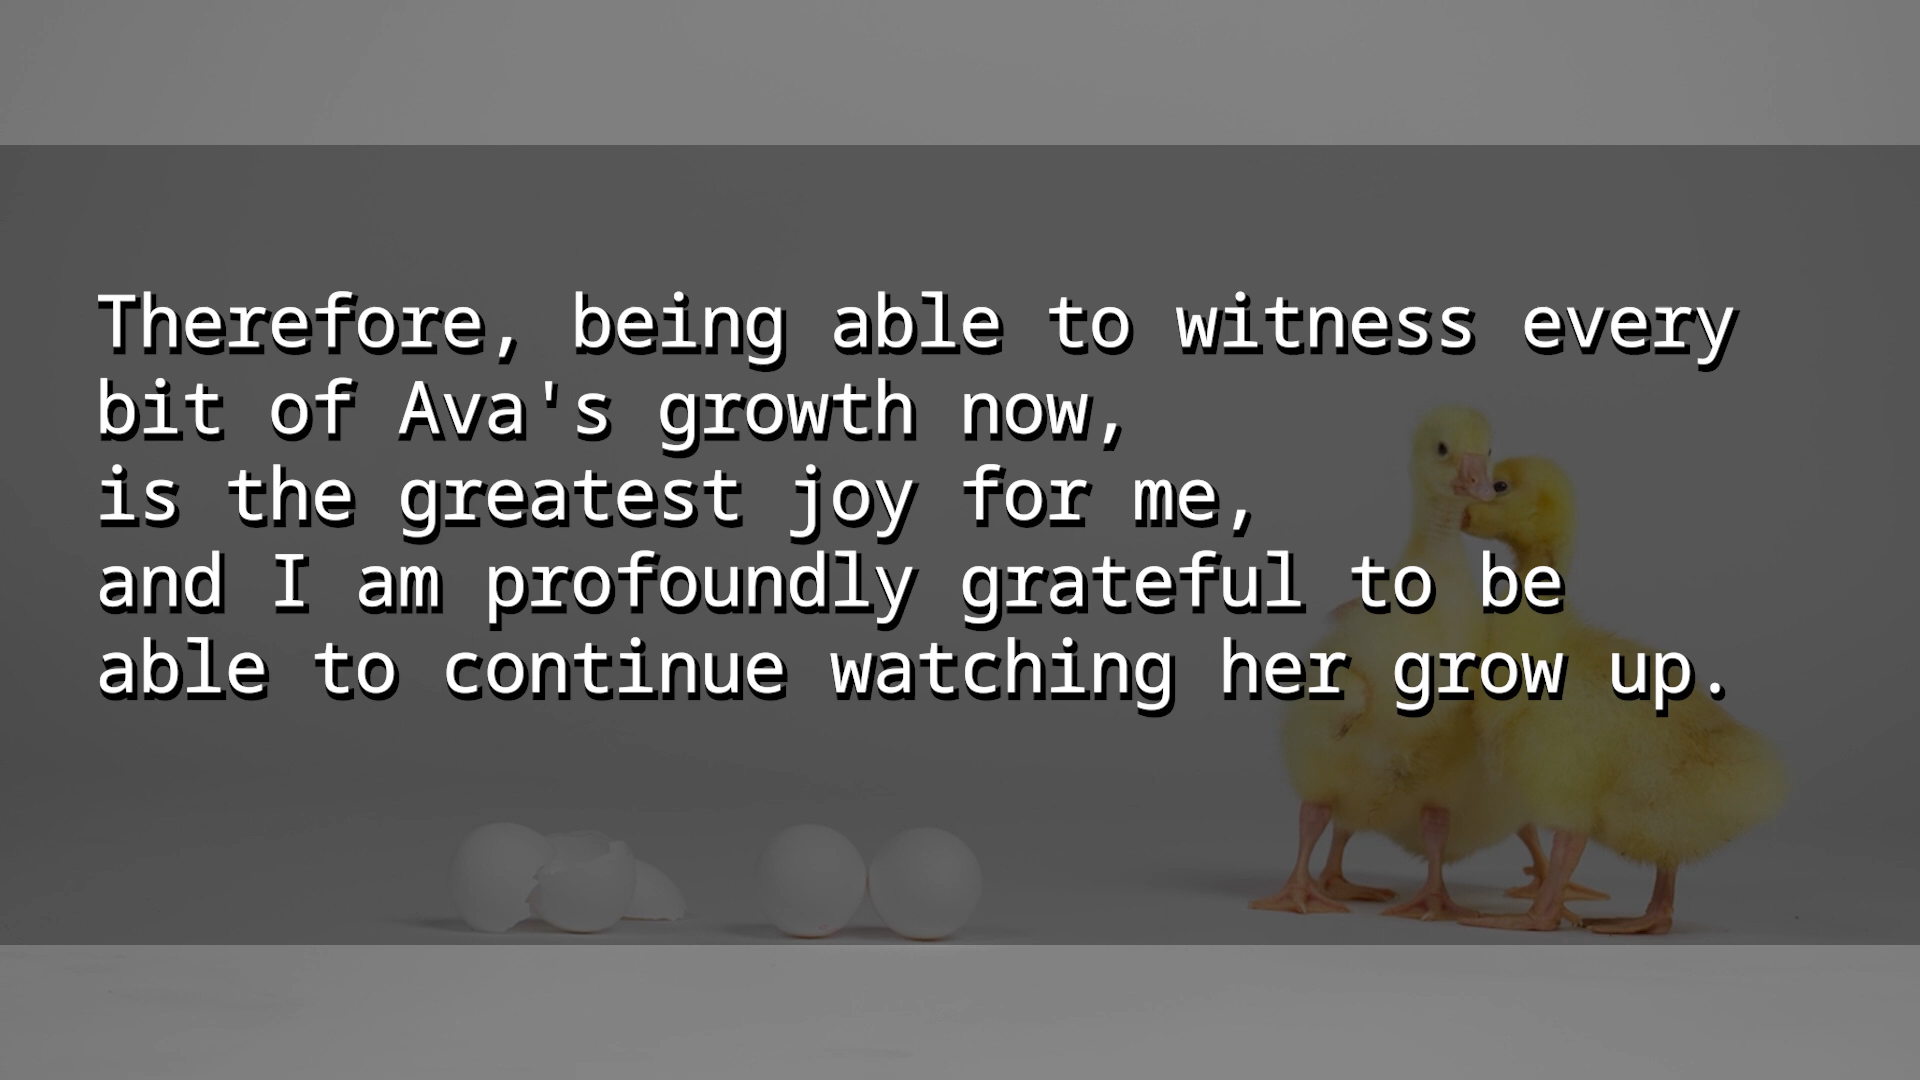 Therefore, being able to witness every
bit of Ava's growth now,
is the greatest joy for me,
and I am profoundly grateful to be
able to continue watching her grow up.